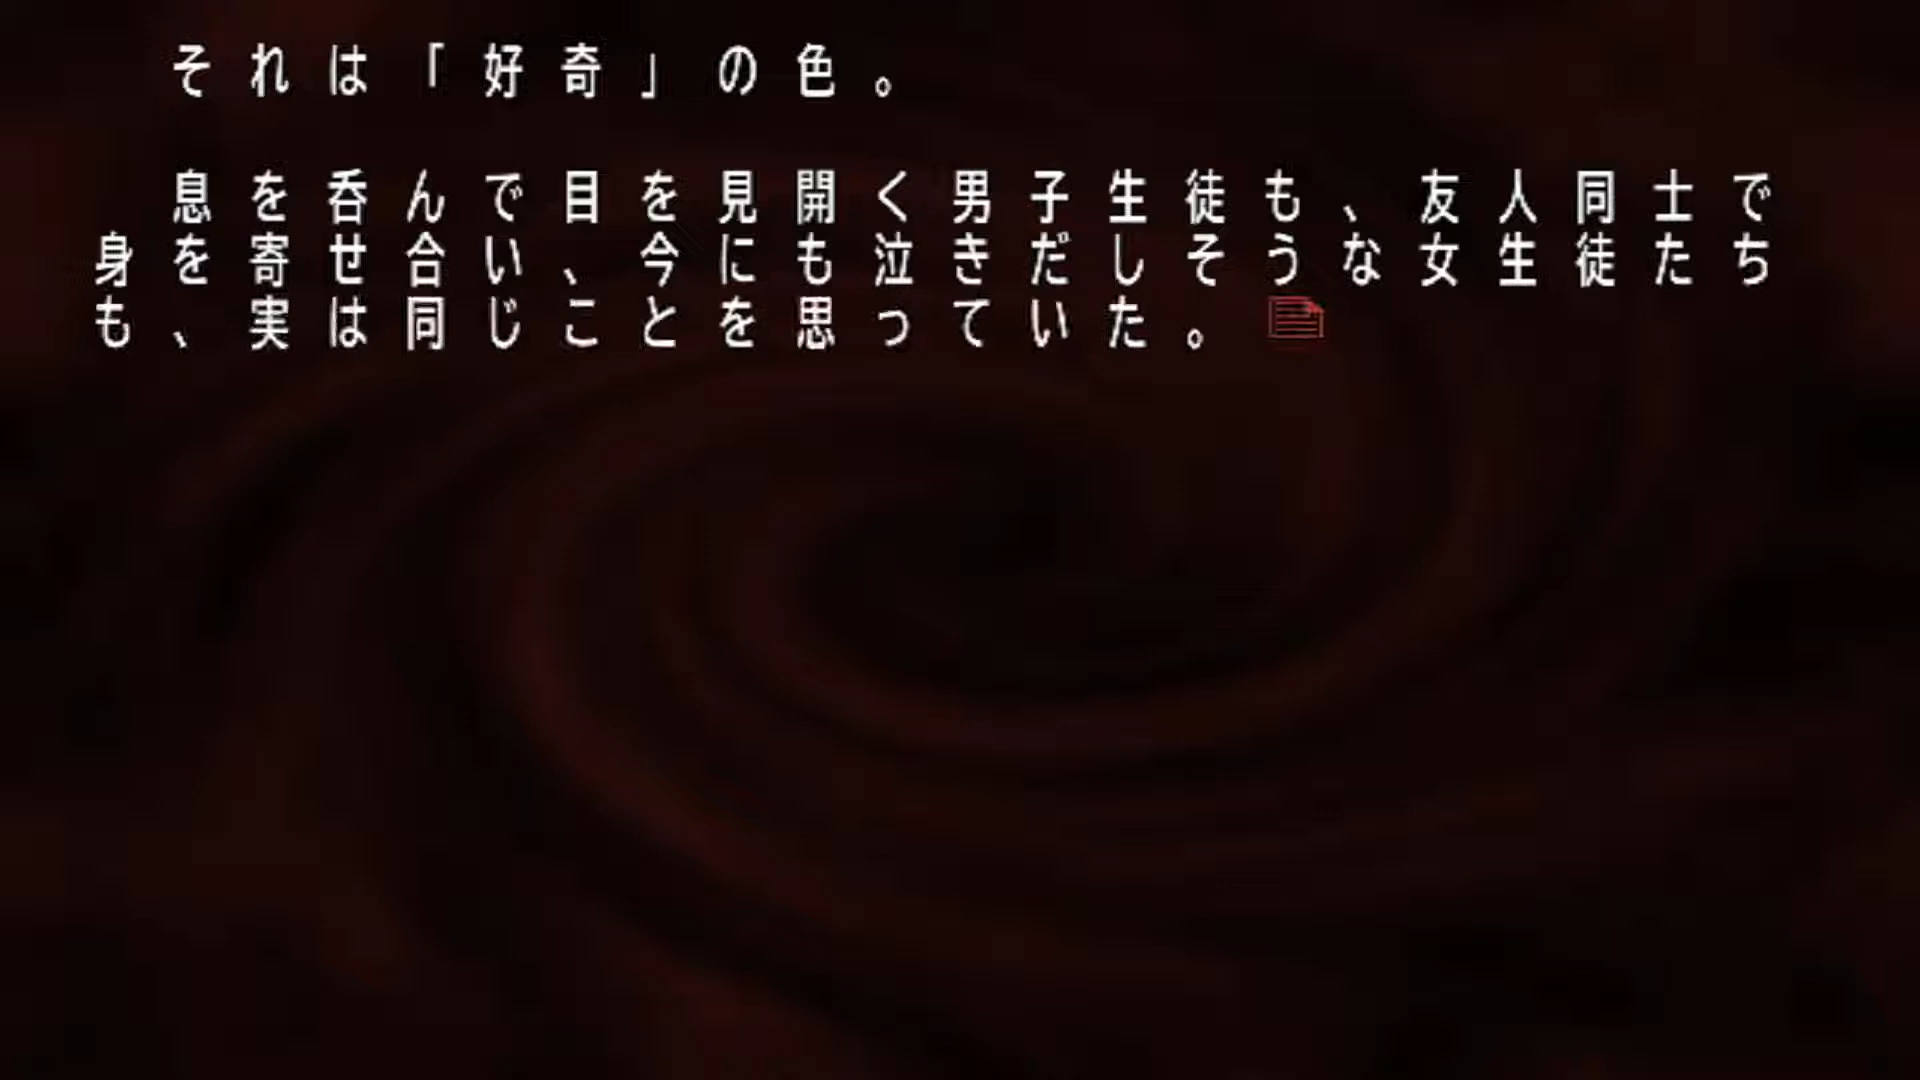 それは「好奇」の色。
息を呑んで目を見開く男子生徒も、友人同士で
身を寄せ合い、今にも泣きだしそうな女生徒たち
も、実は同じことを思っていた。